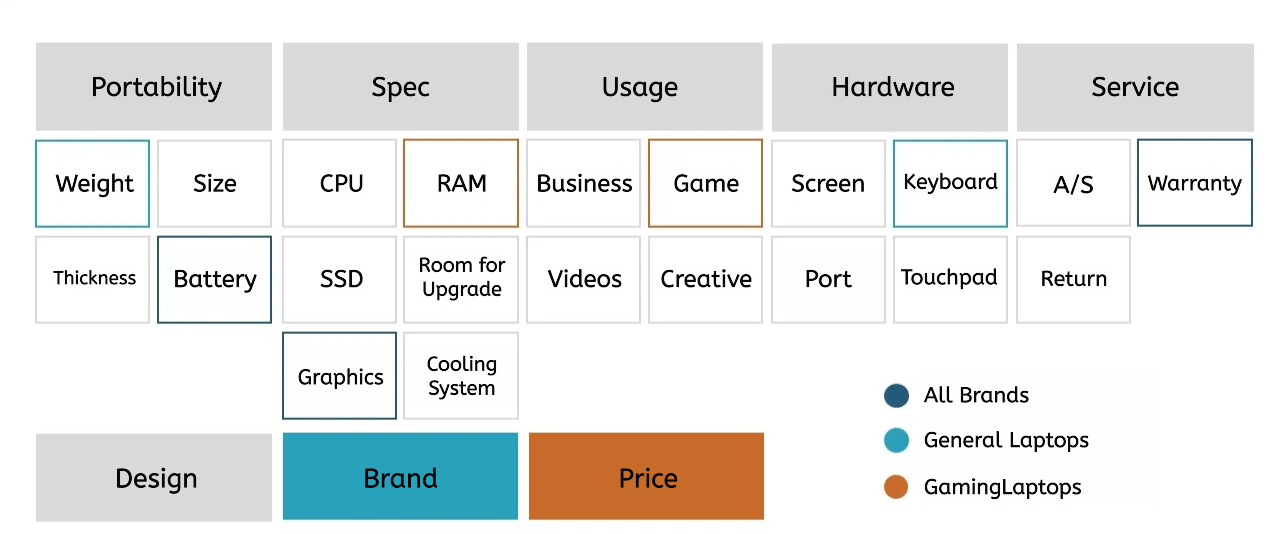 Portability
Spec
Usage
Hardware
Service
Weight
Size
CPU
RAM
Business
Game
Screen
Keyboard
A/S
Warranty
Thickness
Battery
SSD
Room for
Upgrade
Videos
Creative
Port
Touchpad
Return
Graphics
Cooling
System
All Brands
General Laptops
GamingLaptops
Design
Brand
Price